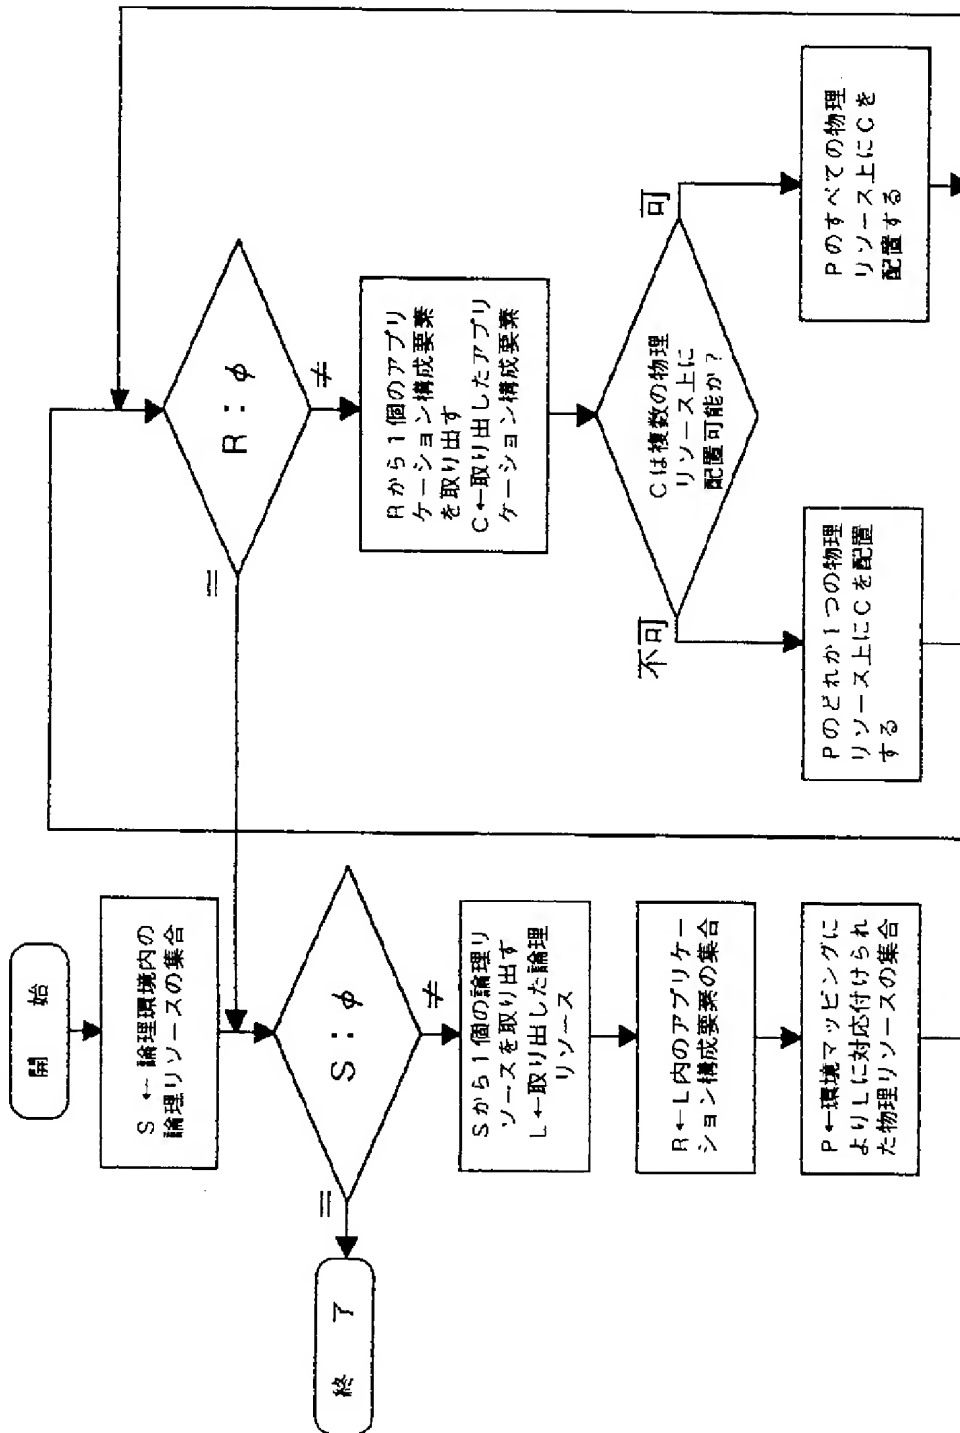 開 始
S ← 論理環境内の
論理リソースの集合
S : φ
=
≠
終 了
Sから1個の論理リ
ソースを取り出す
L←取り出した論理
リソース
R←L内のアプリケー
ション構成要素の集合
P←環境マッピングに
よりLに対応付けられ
た物理リソースの集合
R : φ
=
≠
Rから1個のアプリ
ケーション構成要素
を取り出す
C←取り出したアプリ
ケーション構成要素
Cは複数の物理
リソース上に
配置可能か?
不可
可
Pのどれか1つの物理
リソース上にCを配置
する
Pのすべての物理
リソース上にCを
配置する